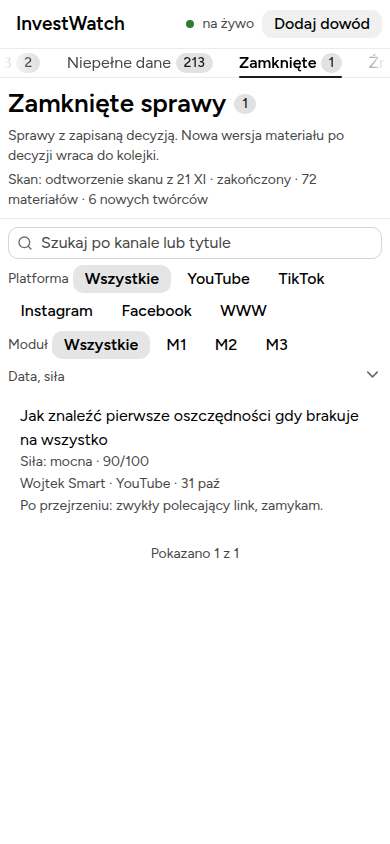 InvestWatch
na żywo
Dodaj dowód
2
Niepełne dane 213
Zamknięte 1
Zamknięte sprawy 1
Sprawy z zapisaną decyzją. Nowa wersja materiału po
decyzji wraca do kolejki.
Skan: odtworzenie skanu z 21 XI · zakończony · 72
materiałów · 6 nowych twórców
Szukaj po kanale lub tytule
Platforma Wszystkie YouTube TikTok
Instagram Facebook WWW
Moduł Wszystkie M1 M2 M3
Data, siła
Jak znaleźć pierwsze oszczędności gdy brakuje
na wszystko
Siła: mocna · 90/100
Wojtek Smart · YouTube · 31 paź
Po przejrzeniu: zwykły polecający link, zamykam.
Pokazano 1 z 1